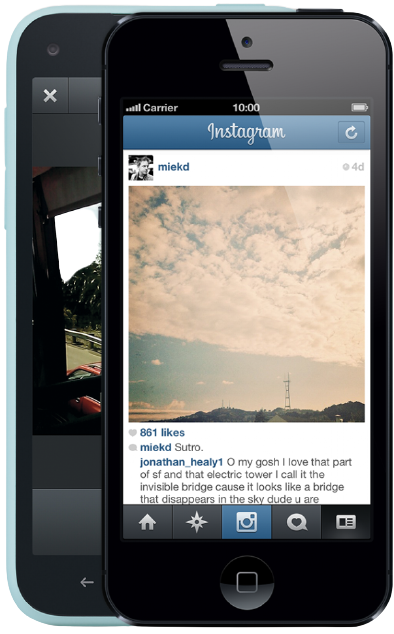 Carrier 10:00
Instagram
miekd 4d
861 likes
miekd Sutro.
jonathan_healy1 O my gosh I love that part
of sf and that electric tower I call it the
invisible bridge cause it looks like a bridge
that disappears in the sky dude u are